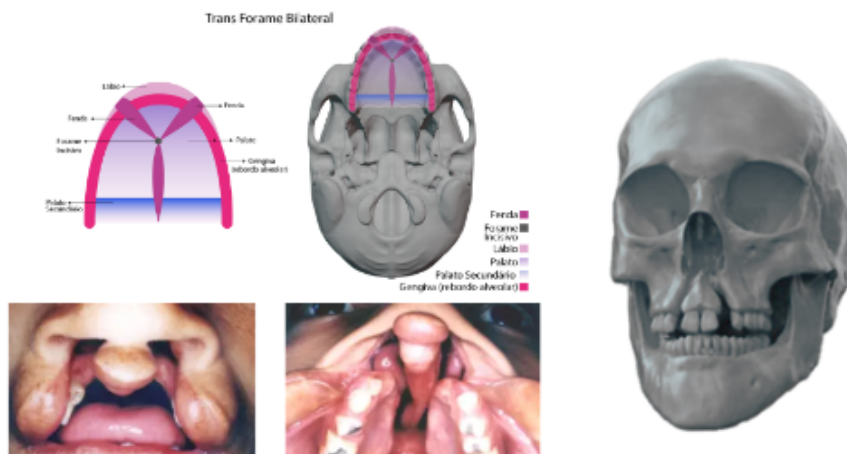 Trans Forame Bilateral
Lábio
Fenda
Fenda
Forame
Incisivo
Palato
Gengiva
(rebordo alveolar)
Palato
Secundário
Fenda
Forame
Incisivo
Lábio
Palato
Palato Secundário
Gengiva (rebordo alveolar)